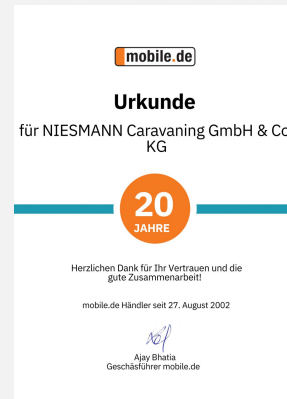 mobile.de
Urkunde
für NIESMANN Caravaning GmbH & Co
KG
20
JAHRE
Herzlichen Dank für Ihr Vertrauen und die
gute Zusammenarbeit!
mobile.de Händler seit 27. August 2002
Ajay Bhatia
Geschäsführer mobile.de